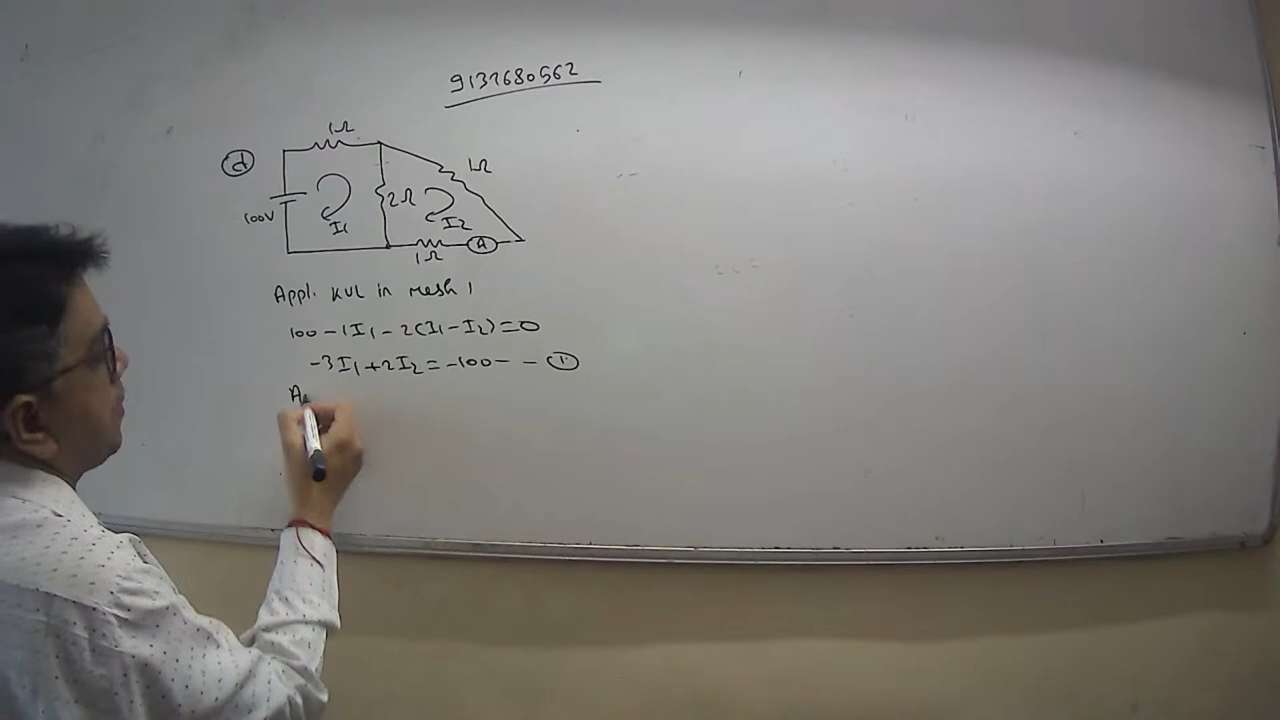 9137680562
1Ω
d
1Ω
100V
2Ω
I1
I2
A
1Ω
Appl. KVL in mesh 1
100 - 1I1 - 2(I1 - I2) = 0
-3I1 + 2I2 = -100 - - 1
A